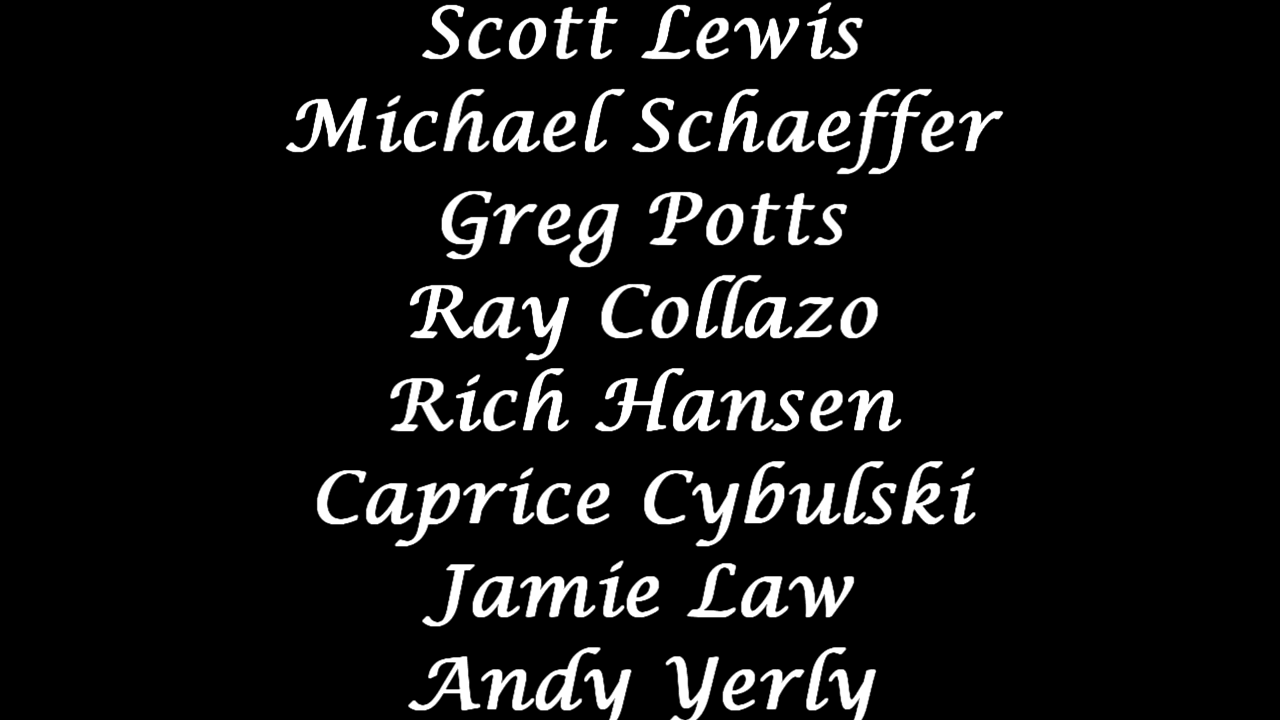 Scott Lewis
Michael Schaeffer
Greg Potts
Ray Collazo
Rich Hansen
Caprice Cybulski
Jamie Law
Andy Yerly